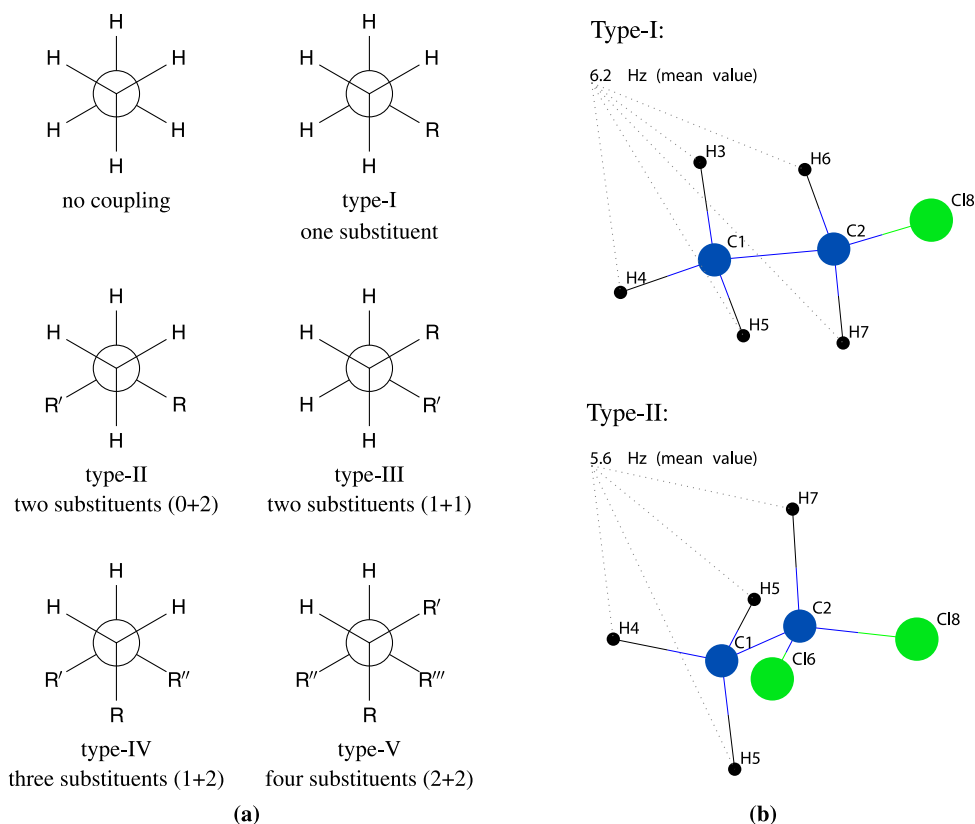 H
H H
H H
H
no coupling
H
H H
H R
H
type-I
one substituent
H
H H
R′ R
H
type-II
two substituents (0+2)
H
H R
H R′
H
type-III
two substituents (1+1)
H
H H
R′ R″
R
type-IV
three substituents (1+2)
H
H R′
R″ R‴
R
type-V
four substituents (2+2)
(a)
Type-I:
6.2 Hz (mean value)
H3
H6
Cl8
C1
C2
H4
H5
H7
Type-II:
5.6 Hz (mean value)
H7
H5
C2
H4
C1
Cl8
Cl6
H5
(b)